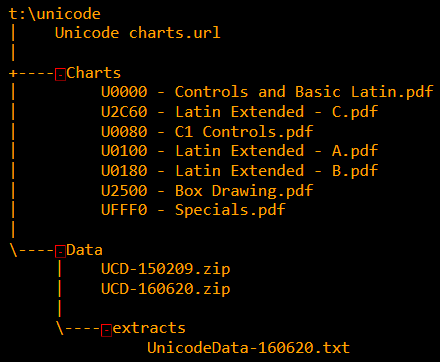 t:\unicode
│    Unicode charts.url
│
+----⊟Charts
│         U0000 - Controls and Basic Latin.pdf
│         U2C60 - Latin Extended - C.pdf
│         U0080 - C1 Controls.pdf
│         U0100 - Latin Extended - A.pdf
│         U0180 - Latin Extended - B.pdf
│         U2500 - Box Drawing.pdf
│         UFFF0 - Specials.pdf
│
\----⊟Data
     │    UCD-150209.zip
     │    UCD-160620.zip
     │
     \----⊟extracts
               UnicodeData-160620.txt